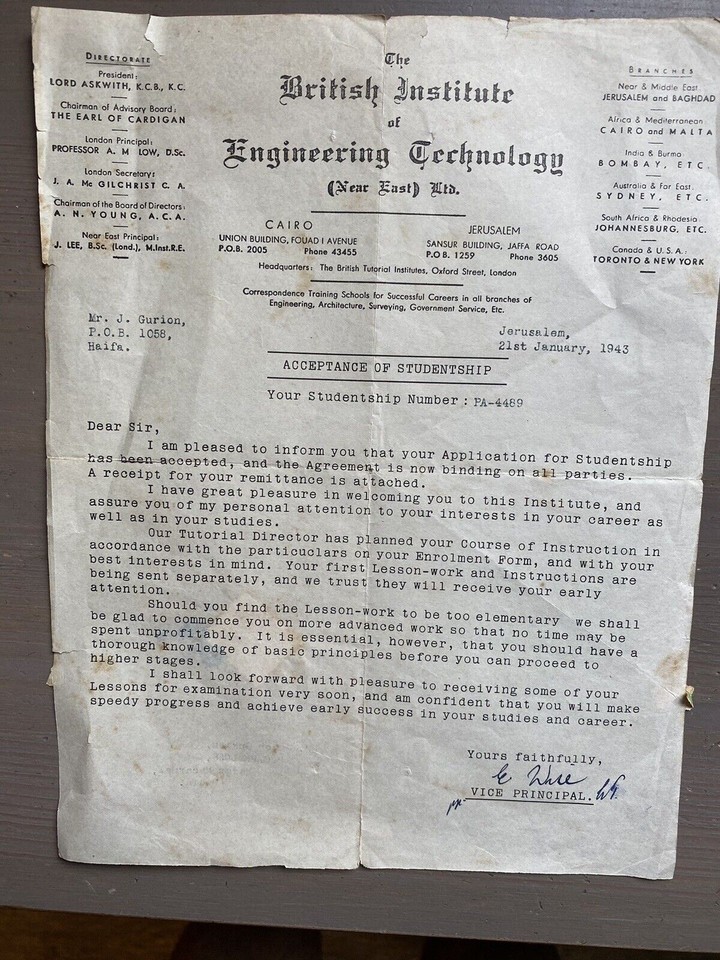 DIRECTORATE
President:
LORD ASKWITH, K.C.B., K.C.
Chairman of Advisory Board:
THE EARL OF CARDIGAN
London Principal:
PROFESSOR A. M LOW, D.Sc.
London Secretary:
J. A. Mc GILCHRIST C. A.
Chairman of the Board of Directors:
A. N. YOUNG, A.C.A.
Near East Principal:
J. LEE, B.Sc. (Lond.), M.Inst.R.E.
The
British Institute
of
Engineering Technology
(Near East) Ltd.
CAIRO
UNION BUILDING, FOUAD I AVENUE
P.O.B. 2005 Phone 43455
JERUSALEM
SANSUR BUILDING, JAFFA ROAD
P.O.B. 1259 Phone 3605
Headquarters: The British Tutorial Institutes, Oxford Street, London
Correspondence Training Schools for Successful Careers in all branches of
Engineering, Architecture, Surveying, Government Service, Etc.
BRANCHES
Near & Middle East
JERUSALEM and BAGHDAD
Africa & Mediterranean
CAIRO and MALTA
India & Burma
BOMBAY, ETC.
Australia & Far East
SYDNEY, ETC.
South Africa & Rhodesia
JOHANNESBURG, ETC.
Canada & U.S.A.:
TORONTO & NEW YORK
Mr. J. Gurion,
P.O.B. 1058,
Haifa.
Jerusalem,
21st January, 1943
ACCEPTANCE OF STUDENTSHIP
Your Studentship Number: PA-4489
Dear Sir,
I am pleased to inform you that your Application for Studentship
has been accepted, and the Agreement is now binding on all parties.
A receipt for your remittance is attached.
I have great pleasure in welcoming you to this Institute, and
assure you of my personal attention to your interests in your career as
well as in your studies.
Our Tutorial Director has planned your Course of Instruction in
accordance with the particuclars on your Enrolment Form, and with your
best interests in mind. Your first Lesson-work and Instructions are
being sent separately, and we trust they will receive your early
attention.
Should you find the Lesson-work to be too elementary we shall
be glad to commence you on more advanced work so that no time may be
spent unprofitably. It is essential, however, that you should have a
thorough knowledge of basic principles before you can proceed to
higher stages.
I shall look forward with pleasure to receiving some of your
Lessons for examination very soon, and am confident that you will make
speedy progress and achieve early success in your studies and career.
Yours faithfully,
pp. VICE PRINCIPAL.